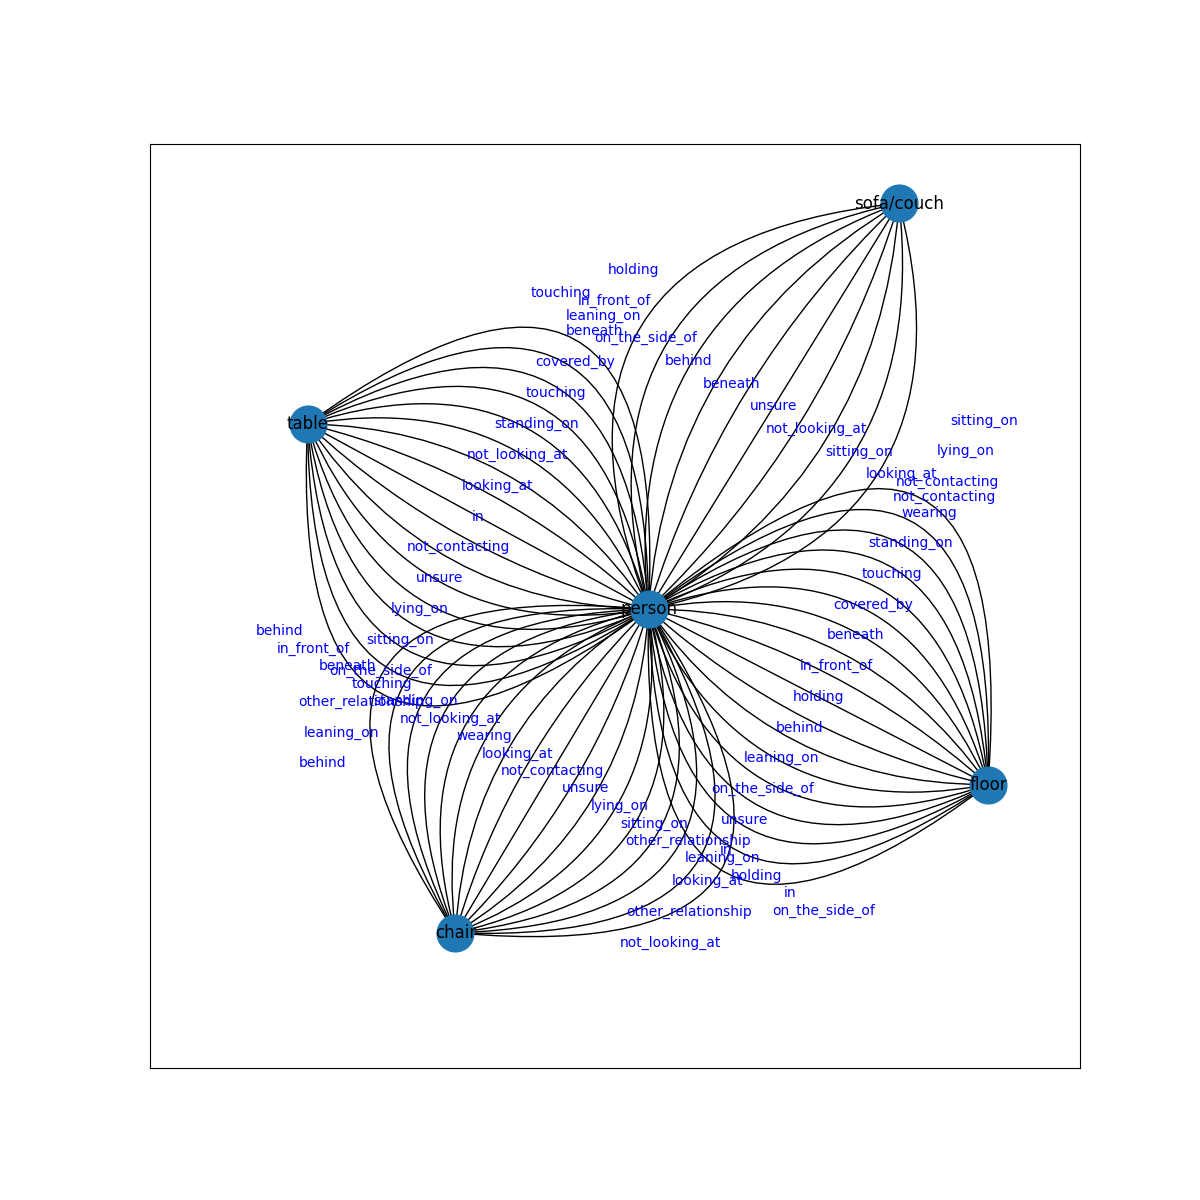 sofa/couch
holding
touching
in_front_of
leaning_on
beneath
on_the_side_of
covered_by
behind
beneath
touching
unsure
sitting_on
table
standing_on
not_looking_at
sitting_on
lying_on
not_looking_at
looking_at
not_contacting
looking_at
not_contacting
wearing
in
standing_on
not_contacting
touching
unsure
covered_by
lying_on
person
behind
beneath
sitting_on
in_front_of
beneath
in_front_of
on_the_side_of
touching
holding
other_relationship
standing_on
not_looking_at
behind
leaning_on
wearing
looking_at
leaning_on
behind
not_contacting
floor
unsure
on_the_side_of
lying_on
unsure
sitting_on
other_relationship
in
leaning_on
holding
looking_at
in
other_relationship
on_the_side_of
chair
not_looking_at